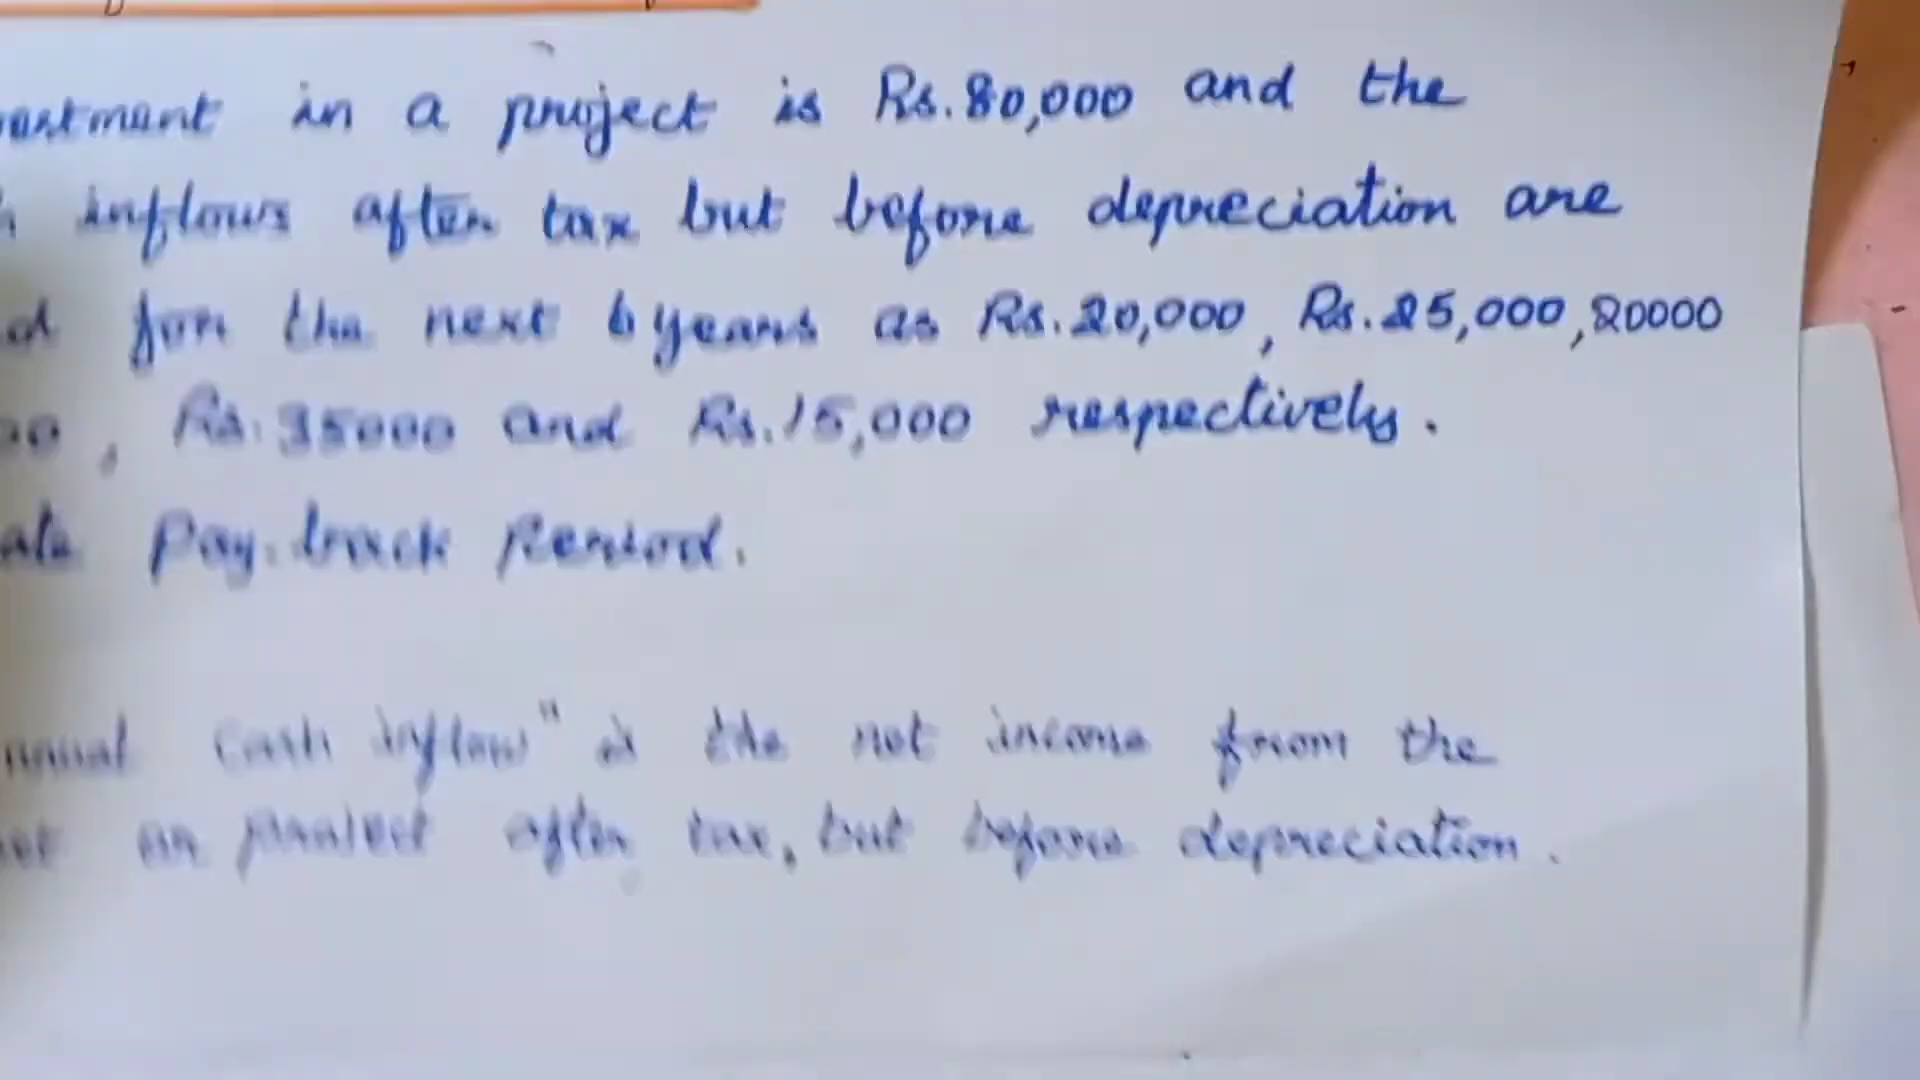 in a project is Rs. 80,000 and the
inflows after tax but before depreciation are
for the next 6 years as Rs. 20,000, Rs. 25,000, 20000
, Rs. 35000 and Rs. 15,000 respectively.
Pay. back Period.
Cash inflow" is the net income from the
or project after tax, but before depreciation.